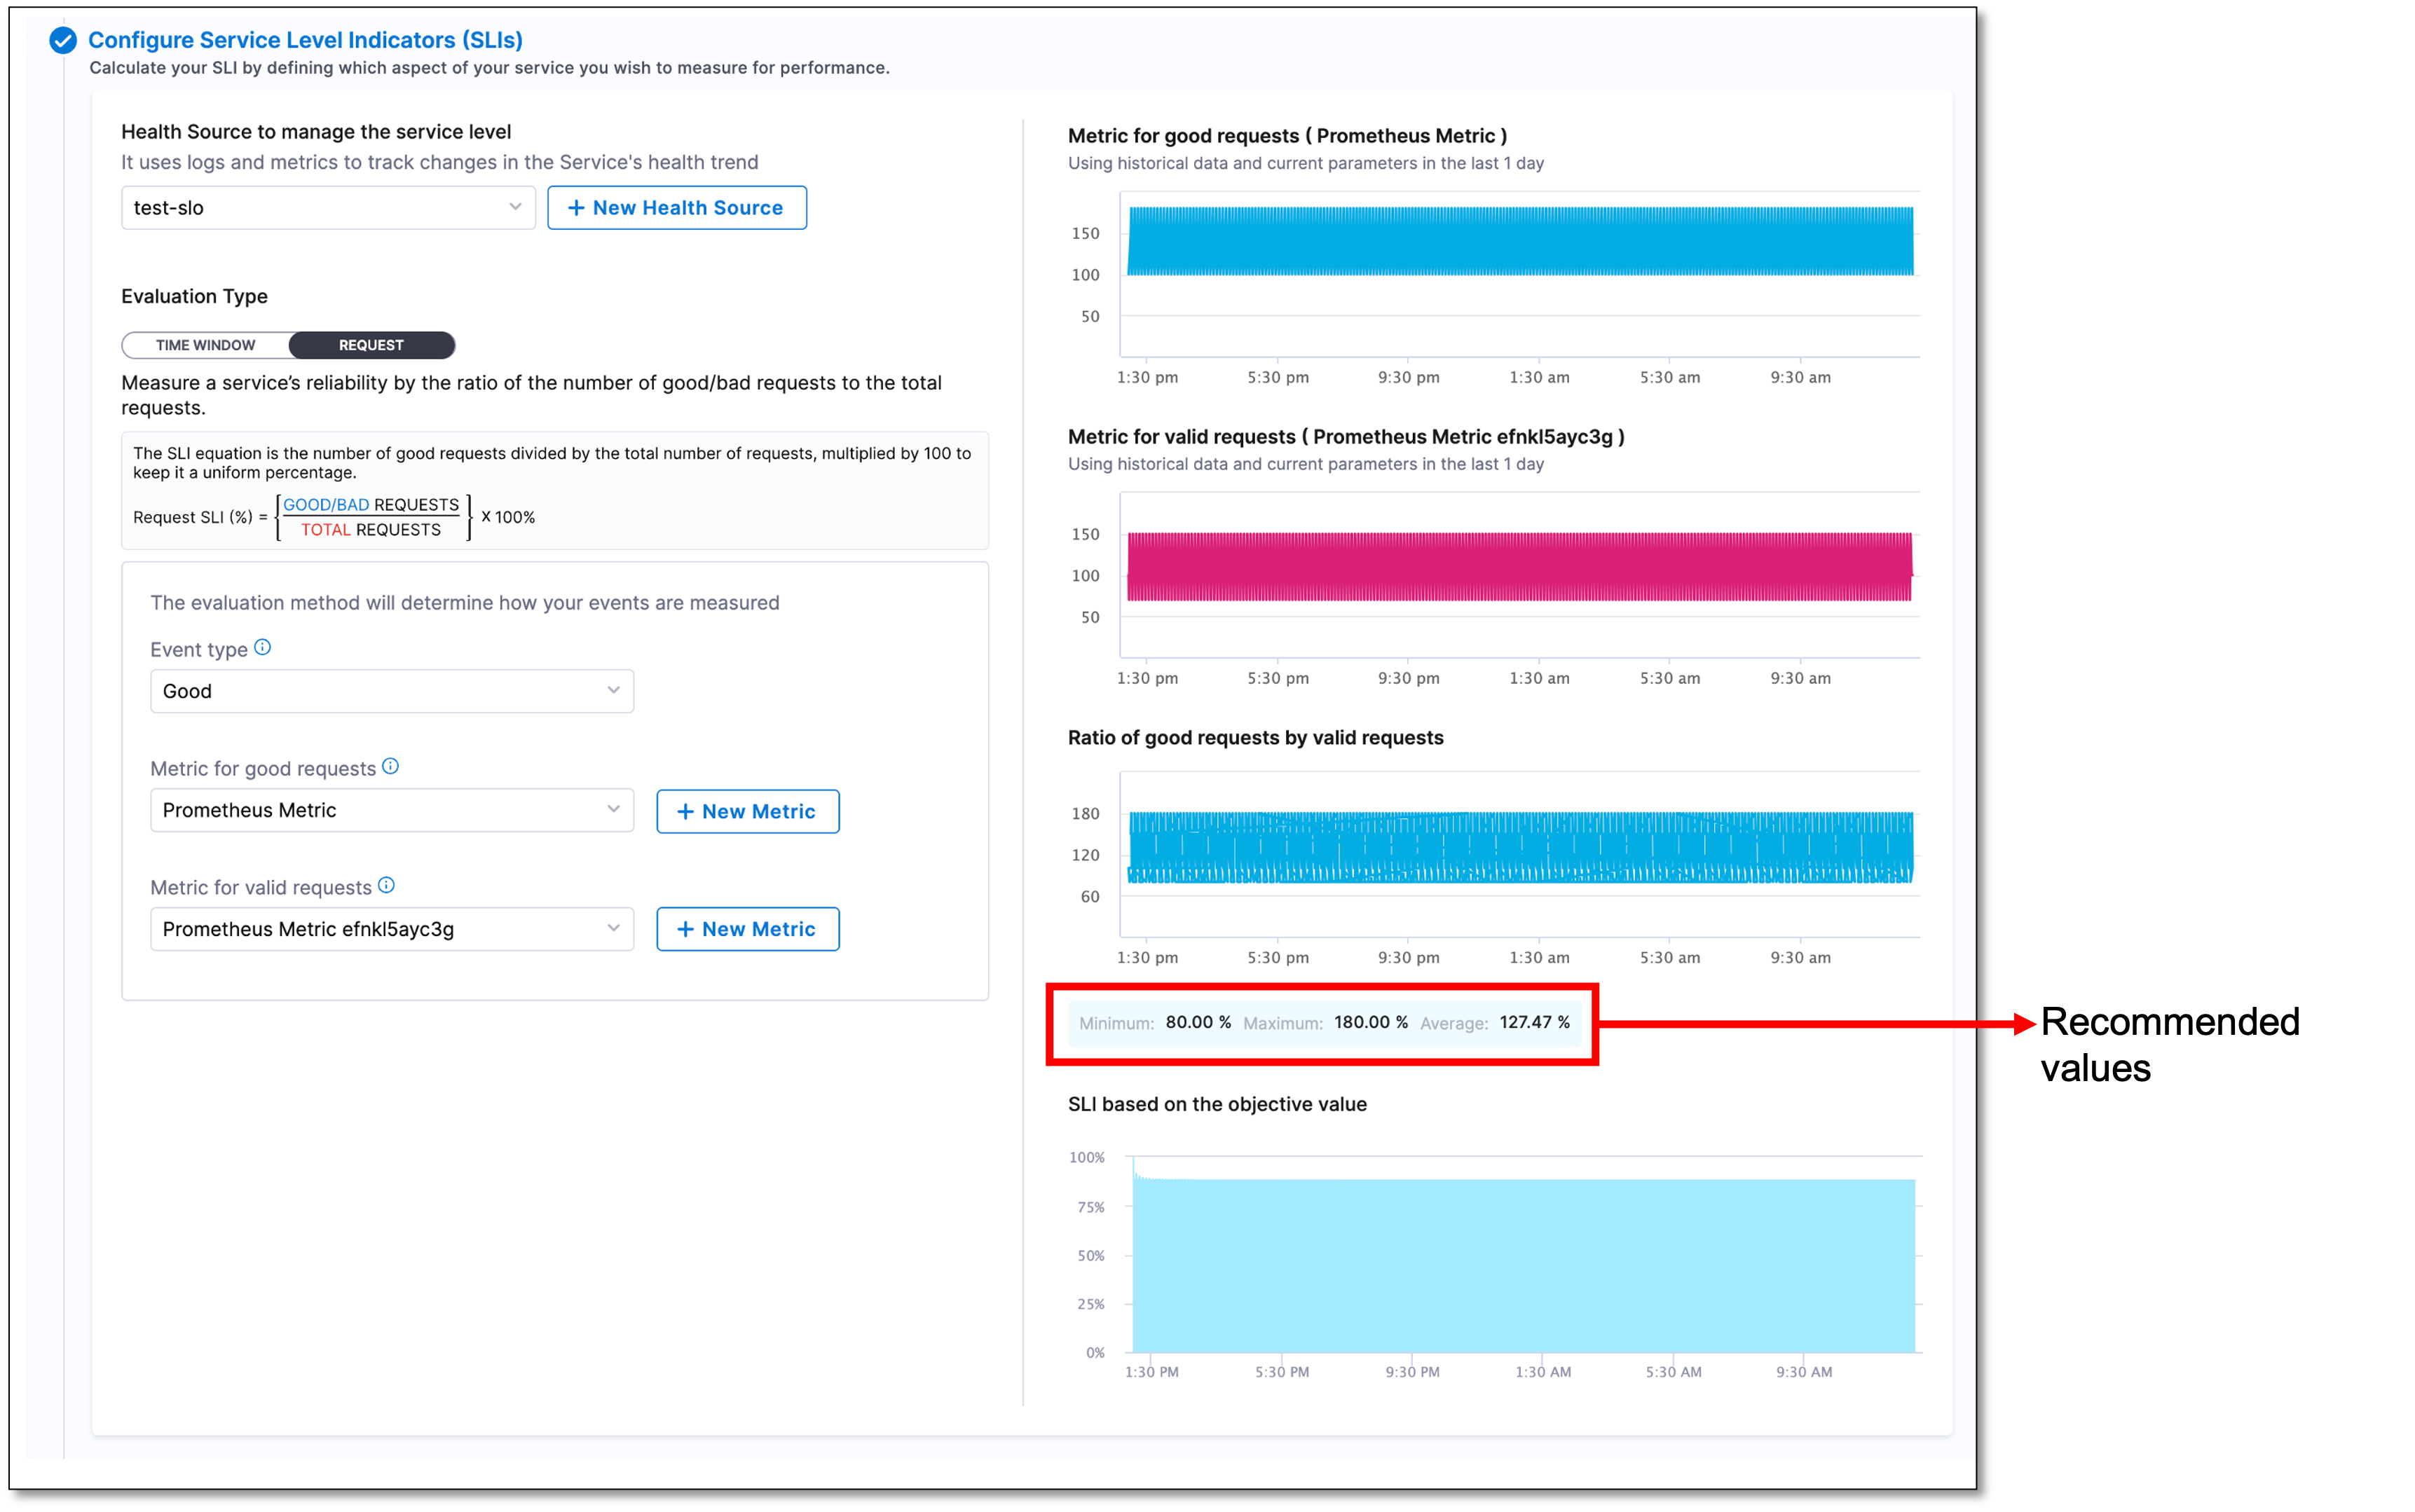 Configure Service Level Indicators (SLIs)
Calculate your SLI by defining which aspect of your service you wish to measure for performance.
Health Source to manage the service level
It uses logs and metrics to track changes in the Service's health trend
test-slo
+ New Health Source
Evaluation Type
TIME WINDOW
REQUEST
Measure a service’s reliability by the ratio of the number of good/bad requests to the total
requests.
The SLI equation is the number of good requests divided by the total number of requests, multiplied by 100 to
keep it a uniform percentage.
GOOD/BAD REQUESTS
Request SLI (%) =
X 100%
TOTAL REQUESTS
The evaluation method will determine how your events are measured
Event type
Good
Metric for good requests
Prometheus Metric
+ New Metric
Metric for valid requests
Prometheus Metric efnkl5ayc3g
+ New Metric
Metric for good requests ( Prometheus Metric )
Using historical data and current parameters in the last 1 day
150
100
50
1:30 pm 5:30 pm 9:30 pm 1:30 am 5:30 am 9:30 am
Metric for valid requests ( Prometheus Metric efnkl5ayc3g )
Using historical data and current parameters in the last 1 day
150
100
50
1:30 pm 5:30 pm 9:30 pm 1:30 am 5:30 am 9:30 am
Ratio of good requests by valid requests
180
120
60
1:30 pm 5:30 pm 9:30 pm 1:30 am 5:30 am 9:30 am
Minimum: 80.00 % Maximum: 180.00 % Average: 127.47 %
Recommended
values
SLI based on the objective value
100%
75%
50%
25%
0%
1:30 PM 5:30 PM 9:30 PM 1:30 AM 5:30 AM 9:30 AM